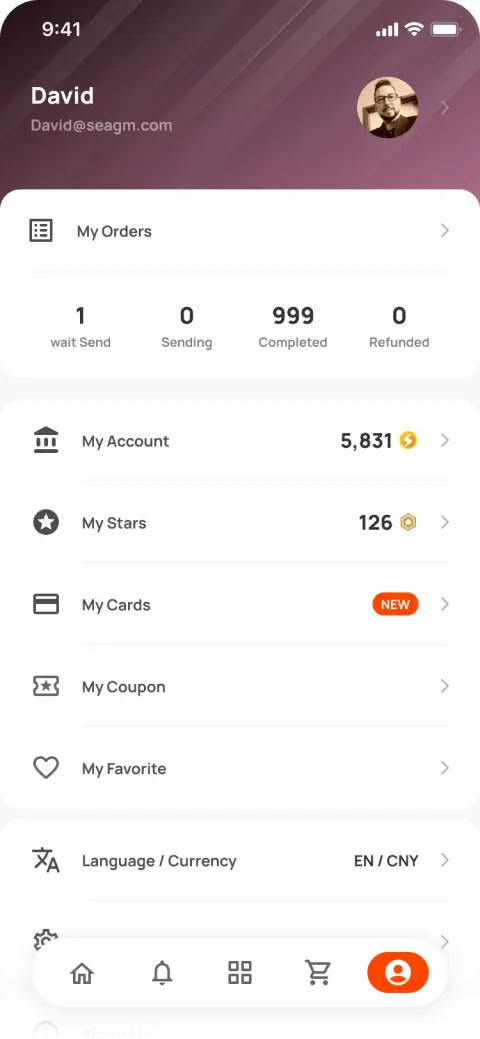 9:41
David
David@seagm.com
My Orders
1 0 999 0
wait Send Sending Completed Refunded
My Account 5,831
My Stars 126
My Cards NEW
My Coupon
My Favorite
Language / Currency EN / CNY